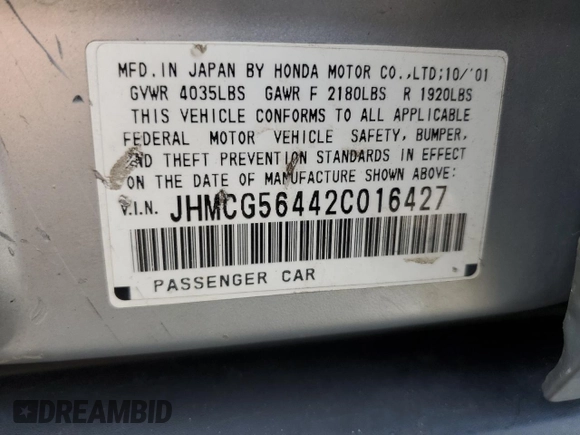 MFD. IN JAPAN BY HONDA MOTOR CO.,LTD;10/'01
GVWR 4035LBS GAWR F 2180LBS R 1920LBS
THIS VEHICLE CONFORMS TO ALL APPLICABLE
FEDERAL MOTOR VEHICLE SAFETY, BUMPER,
AND THEFT PREVENTION STANDARDS IN EFFECT
ON THE DATE OF MANUFACTURE SHOWN ABOVE:
V.I.N. JHMCG56442C016427
PASSENGER CAR
DREAMBID